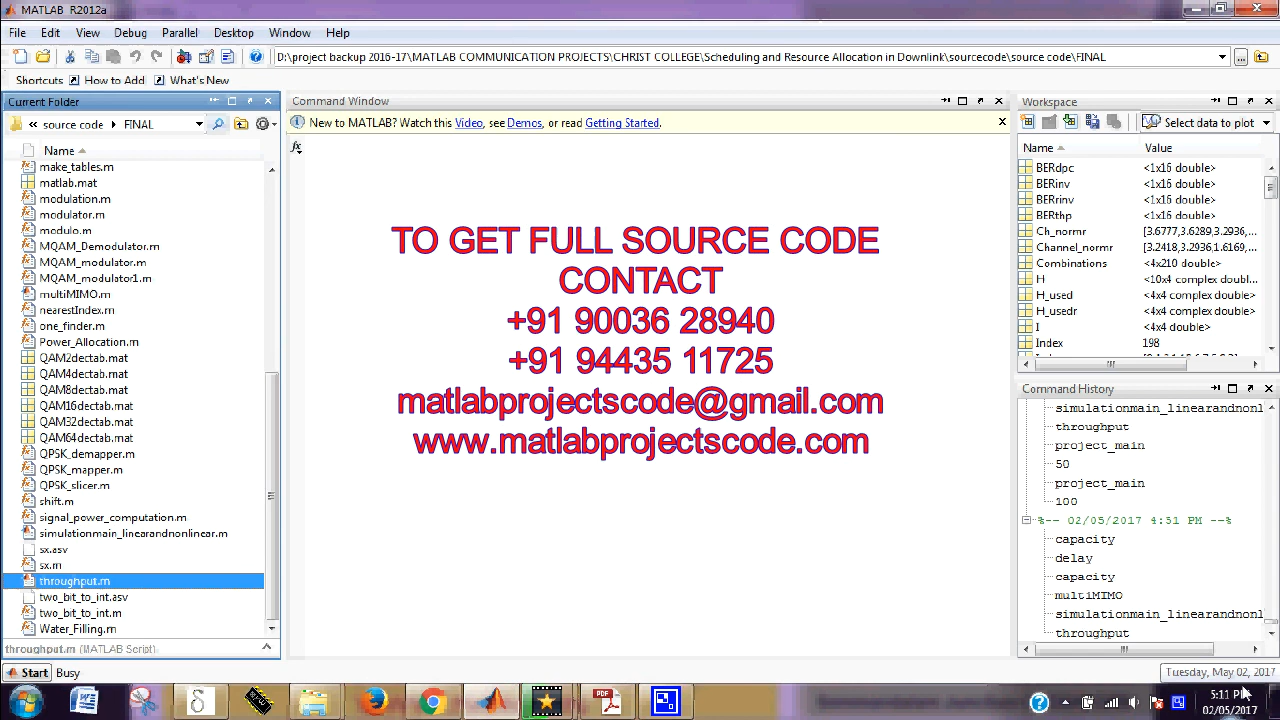 MATLAB R2012a
File Edit View Debug Parallel Desktop Window Help
D:\project backup 2016-17\MATLAB COMMUNICATION PROJECTS\CHRIST COLLEGE\Scheduling and Resource Allocation in Downlink\sourcecode\source code\FINAL
Shortcuts How to Add What's New
Current Folder
« source code FINAL
Name
make_tables.m
matlab.mat
modulation.m
modulator.m
modulo.m
MQAM_Demodulator.m
MQAM_modulator.m
MQAM_modulator1.m
multiMIMO.m
nearestIndex.m
one_finder.m
Power_Allocation.m
QAM2dectab.mat
QAM4dectab.mat
QAM8dectab.mat
QAM16dectab.mat
QAM32dectab.mat
QAM64dectab.mat
QPSK_demapper.m
QPSK_mapper.m
QPSK_slicer.m
shift.m
signal_power_computation.m
simulationmain_linearandnonlinear.m
sx.asv
sx.m
throughput.m
two_bit_to_int.asv
two_bit_to_int.m
Water_Filling.m
throughput.m (MATLAB Script)
Command Window
New to MATLAB? Watch this Video, see Demos, or read Getting Started.
fx
TO GET FULL SOURCE CODE
CONTACT
+91 90036 28940
+91 94435 11725
matlabprojectscode@gmail.com
www.matlabprojectscode.com
Workspace
Select data to plot
Name Value
BERdpc <1x16 double>
BERinv <1x16 double>
BERrinv <1x16 double>
BERthp <1x16 double>
Ch_normr [3.6777,3.6289,3.2936,...
Channel_normr [3.2418,3.2936,1.6169,...
Combinations <4x210 double>
H <10x4 complex double>
H_used <4x4 complex double>
H_usedr <4x4 complex double>
I <4x4 double>
Index 198
Command History
simulationmain_linearandnonl
throughput
project_main
50
project_main
100
%-- 02/05/2017 4:31 PM --%
capacity
delay
capacity
multiMIMO
simulationmain_linearandnonl
throughput
Start Busy
Tuesday, May 02, 2017
PDF
5:11 PM
02/05/2017